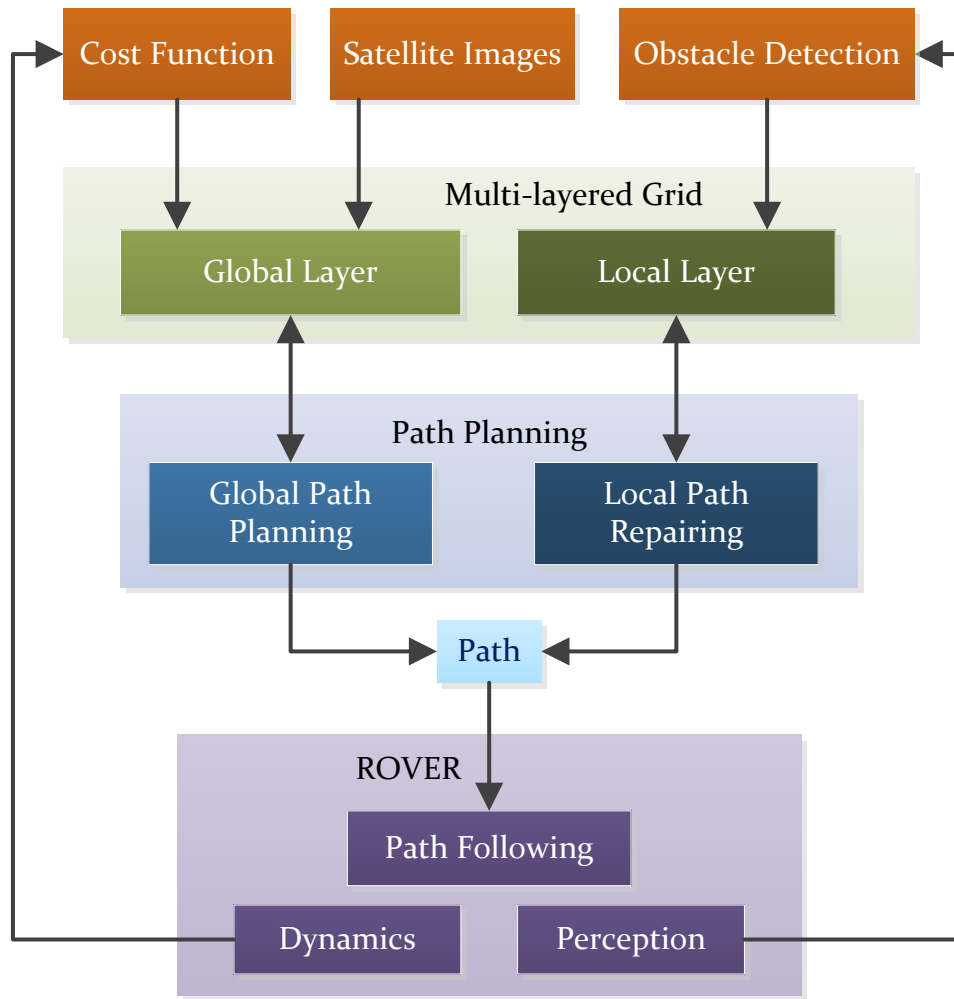 Cost Function
Satellite Images
Obstacle Detection
Multi-layered Grid
Global Layer
Local Layer
Path Planning
Global Path
Planning
Local Path
Repairing
Path
ROVER
Path Following
Dynamics
Perception